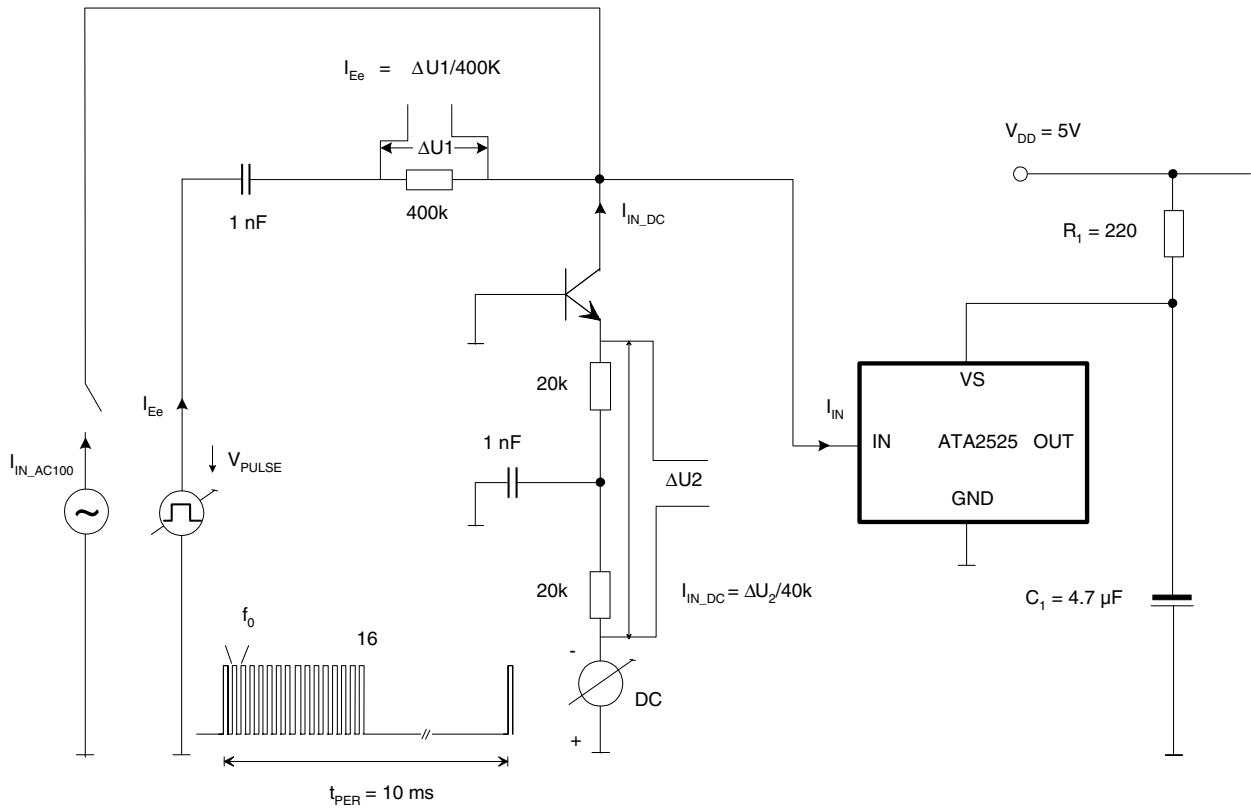 I_Ee = ΔU1/400K
ΔU1
V_DD = 5V
1 nF
400k
I_IN_DC
R_1 = 220
20k
VS
I_Ee
I_IN
1 nF
IN ATA2525 OUT
I_IN_AC100
V_PULSE
ΔU2
GND
~
20k
I_IN_DC = ΔU_2/40k
C_1 = 4.7 µF
f_0
16
-
DC
+
t_PER = 10 ms